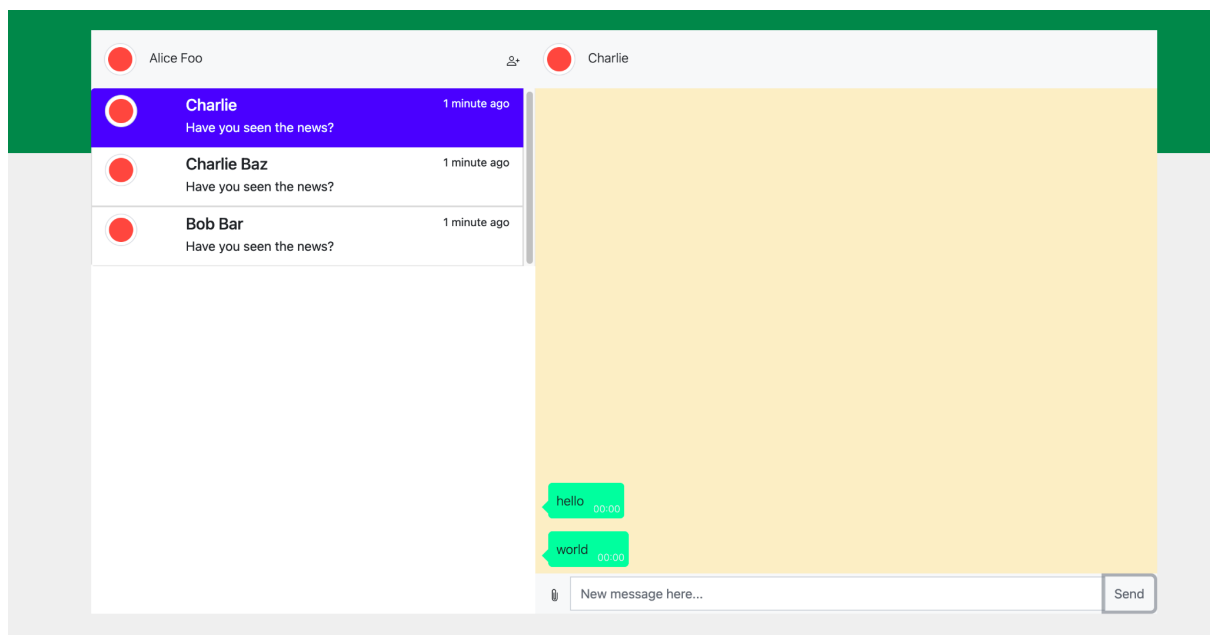 Alice Foo
Charlie
1 minute ago
Have you seen the news?
Charlie Baz
1 minute ago
Have you seen the news?
Bob Bar
1 minute ago
Have you seen the news?
Charlie
hello 00:00
world 00:00
New message here...
Send